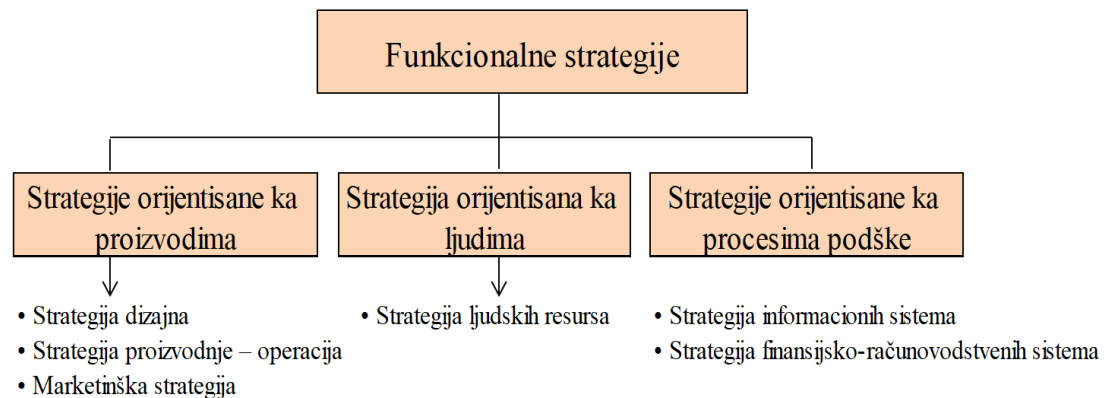 Funkcionalne strategije
Strategije orijentisane ka
proizvodima
Strategija orijentisana ka
ljudima
Strategije orijentisane ka
procesima podške
• Strategija dizajna
• Strategija proizvodnje – operacija
• Marketinška strategija
• Strategija ljudskih resursa
• Strategija informacionih sistema
• Strategija finansijsko-računovodstvenih sistema